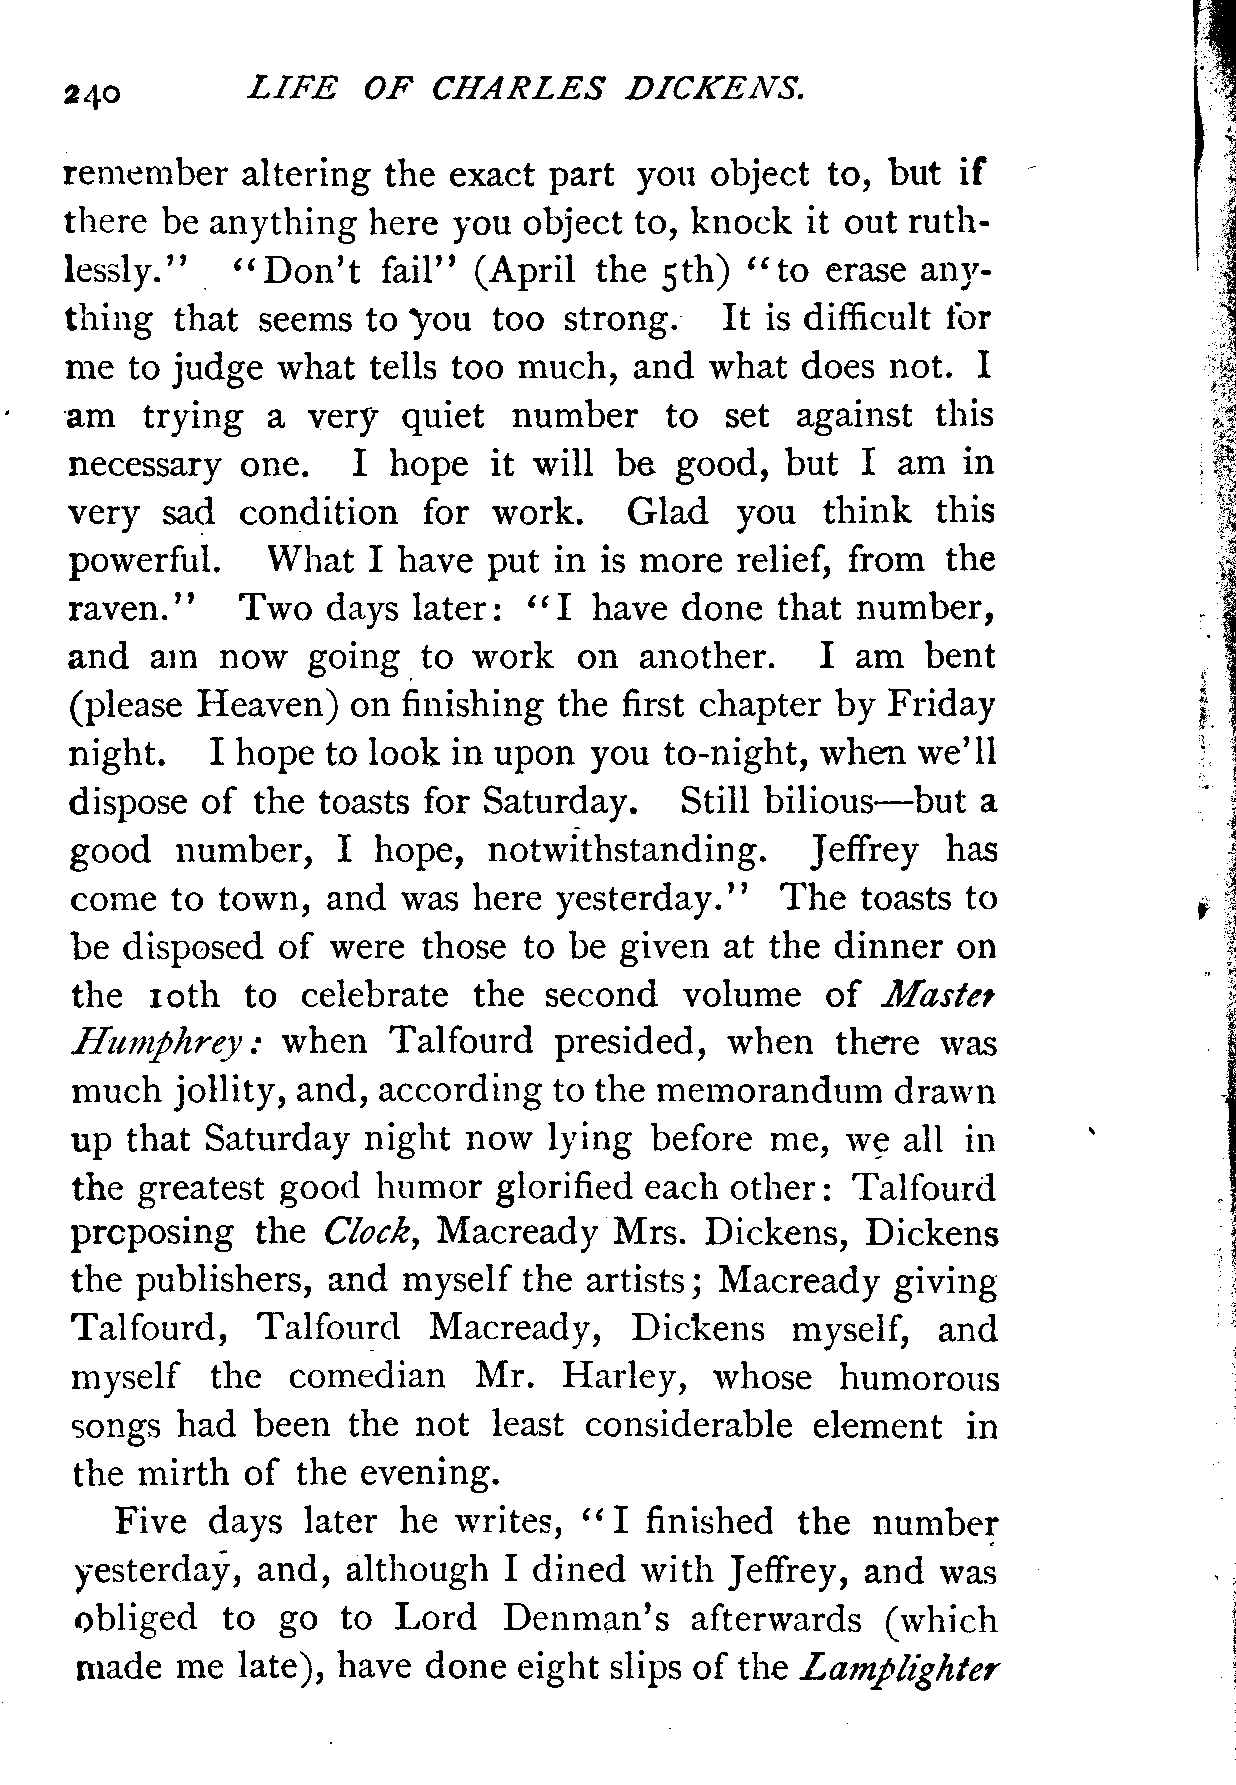 240 LIFE OF CHARLES DICKENS.
remember altering the exact part you object to, but if
there be anything here you object to, knock it out ruth-
lessly." "Don't fail" (April the 5th) "to erase any-
thing that seems to you too strong. It is difficult for
me to judge what tells too much, and what does not. I
am trying a very quiet number to set against this
necessary one. I hope it will be good, but I am in
very sad condition for work. Glad you think this
powerful. What I have put in is more relief, from the
raven." Two days later: "I have done that number,
and am now going to work on another. I am bent
(please Heaven) on finishing the first chapter by Friday
night. I hope to look in upon you to-night, when we'll
dispose of the toasts for Saturday. Still bilious—but a
good number, I hope, notwithstanding. Jeffrey has
come to town, and was here yesterday." The toasts to
be disposed of were those to be given at the dinner on
the 10th to celebrate the second volume of Master
Humphrey: when Talfourd presided, when there was
much jollity, and, according to the memorandum drawn
up that Saturday night now lying before me, we all in
the greatest good humor glorified each other: Talfourd
proposing the Clock, Macready Mrs. Dickens, Dickens
the publishers, and myself the artists; Macready giving
Talfourd, Talfourd Macready, Dickens myself, and
myself the comedian Mr. Harley, whose humorous
songs had been the not least considerable element in
the mirth of the evening.
Five days later he writes, "I finished the number
yesterday, and, although I dined with Jeffrey, and was
obliged to go to Lord Denman's afterwards (which
made me late), have done eight slips of the Lamplighter